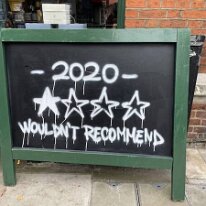 - 2020 -
★☆☆☆
WOULDN'T RECOMMEND